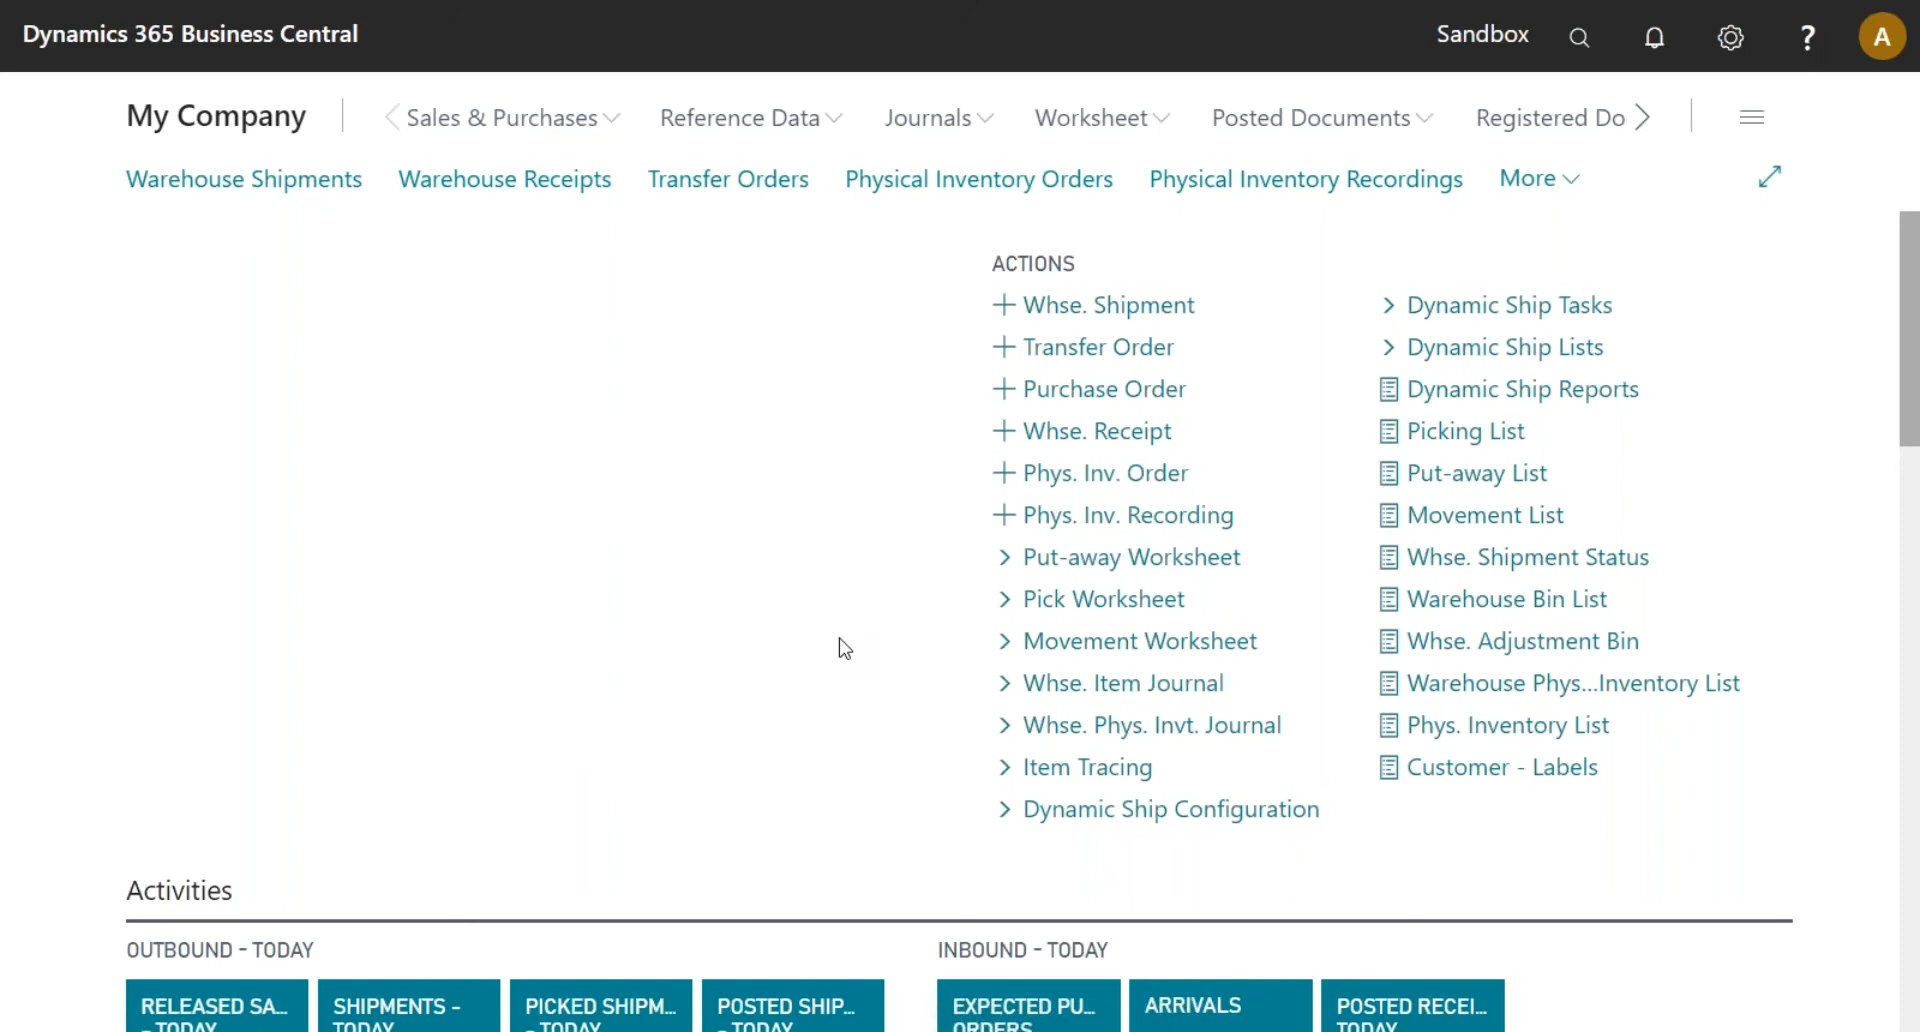 Dynamics 365 Business Central
Sandbox
?
A
My Company
Sales & Purchases
Reference Data
Journals
Worksheet
Posted Documents
Registered Do
Warehouse Shipments
Warehouse Receipts
Transfer Orders
Physical Inventory Orders
Physical Inventory Recordings
More
ACTIONS
Whse. Shipment
Transfer Order
Purchase Order
Whse. Receipt
Phys. Inv. Order
Phys. Inv. Recording
Put-away Worksheet
Pick Worksheet
Movement Worksheet
Whse. Item Journal
Whse. Phys. Invt. Journal
Item Tracing
Dynamic Ship Configuration
Dynamic Ship Tasks
Dynamic Ship Lists
Dynamic Ship Reports
Picking List
Put-away List
Movement List
Whse. Shipment Status
Warehouse Bin List
Whse. Adjustment Bin
Warehouse Phys...Inventory List
Phys. Inventory List
Customer - Labels
Activities
OUTBOUND - TODAY
RELEASED SA...
- TODAY
SHIPMENTS -
TODAY
PICKED SHIPM...
- TODAY
POSTED SHIP...
- TODAY
INBOUND - TODAY
EXPECTED PU...
ORDERS
ARRIVALS
POSTED RECEI...
TODAY